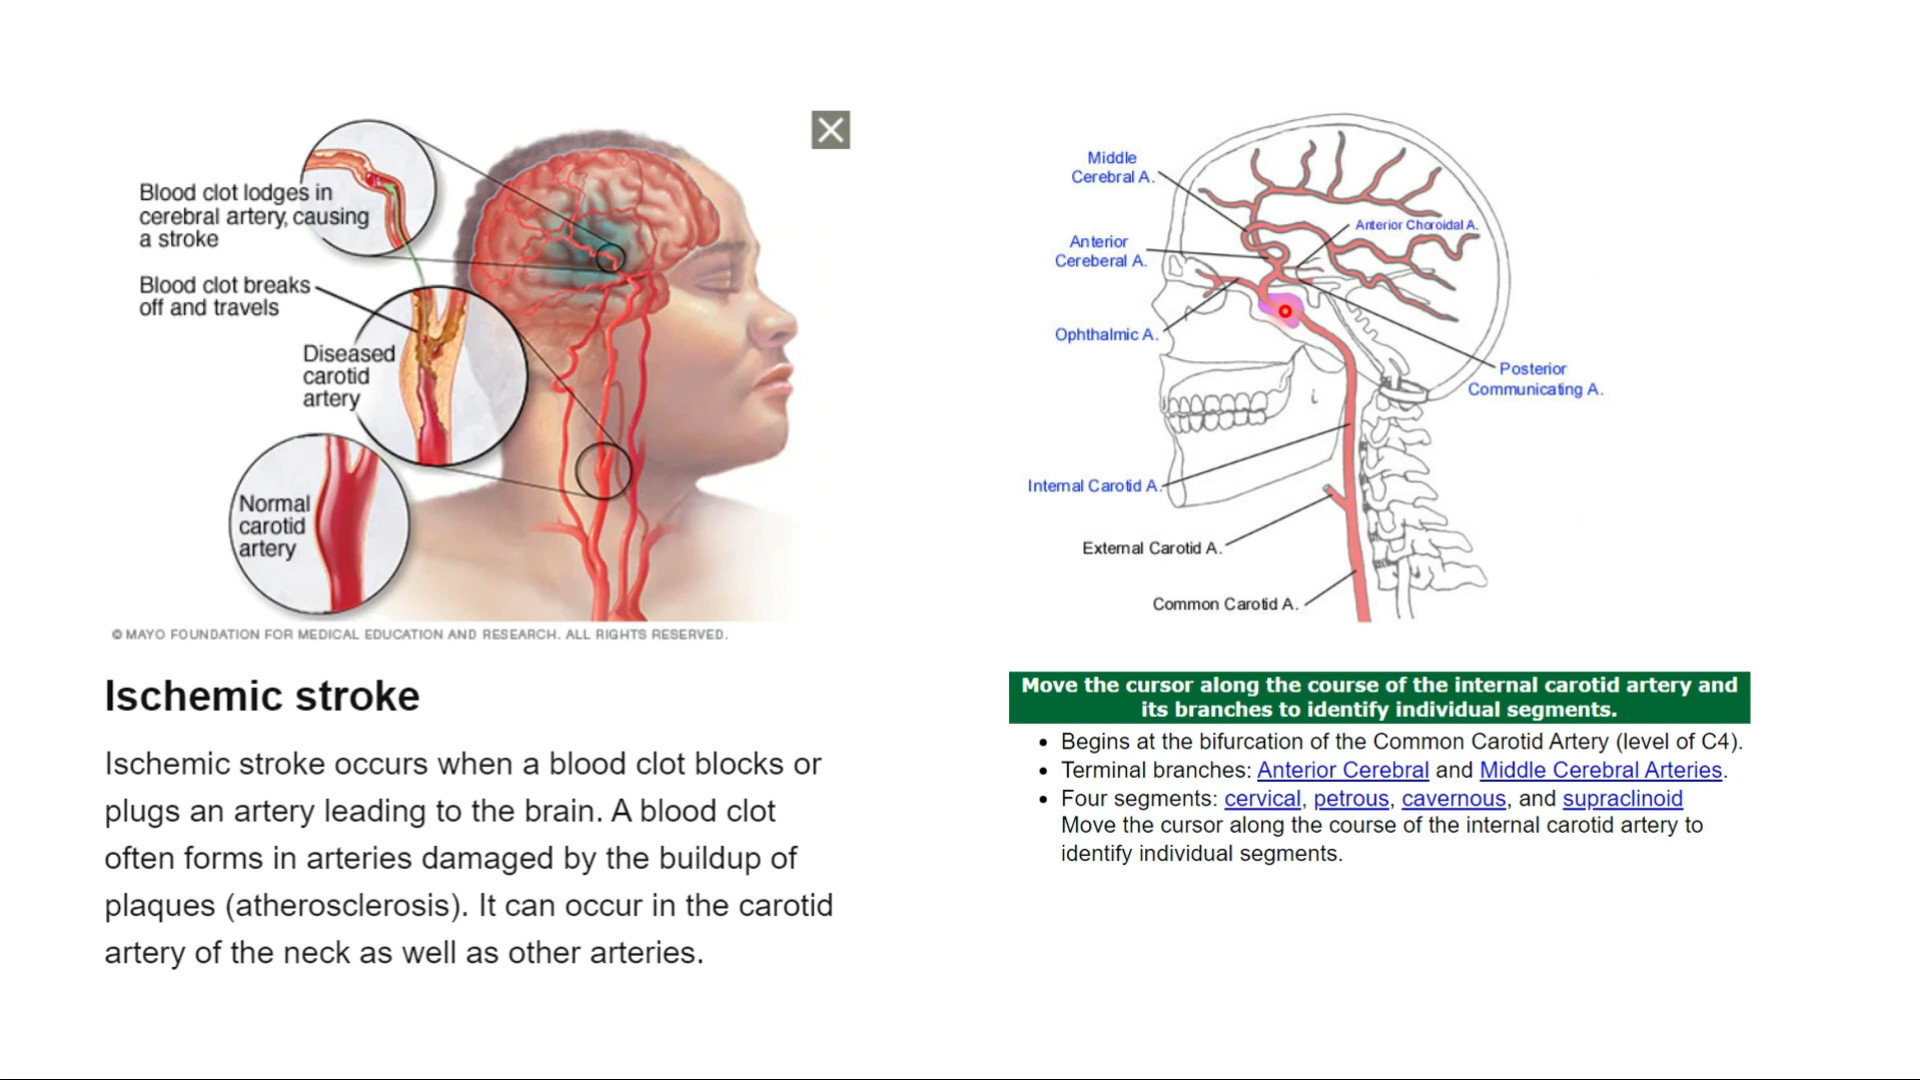 Blood clot lodges in
cerebral artery, causing
a stroke
Blood clot breaks
off and travels
Diseased
carotid
artery
Normal
carotid
artery
© MAYO FOUNDATION FOR MEDICAL EDUCATION AND RESEARCH. ALL RIGHTS RESERVED.
Ischemic stroke
Ischemic stroke occurs when a blood clot blocks or
plugs an artery leading to the brain. A blood clot
often forms in arteries damaged by the buildup of
plaques (atherosclerosis). It can occur in the carotid
artery of the neck as well as other arteries.
Middle
Cerebral A.
Anterior Choroidal A.
Anterior
Cereberal A.
Ophthalmic A.
Posterior
Communicating A.
Internal Carotid A.
External Carotid A.
Common Carotid A.
Move the cursor along the course of the internal carotid artery and
its branches to identify individual segments.
• Begins at the bifurcation of the Common Carotid Artery (level of C4).
• Terminal branches: Anterior Cerebral and Middle Cerebral Arteries.
• Four segments: cervical, petrous, cavernous, and supraclinoid
Move the cursor along the course of the internal carotid artery to
identify individual segments.